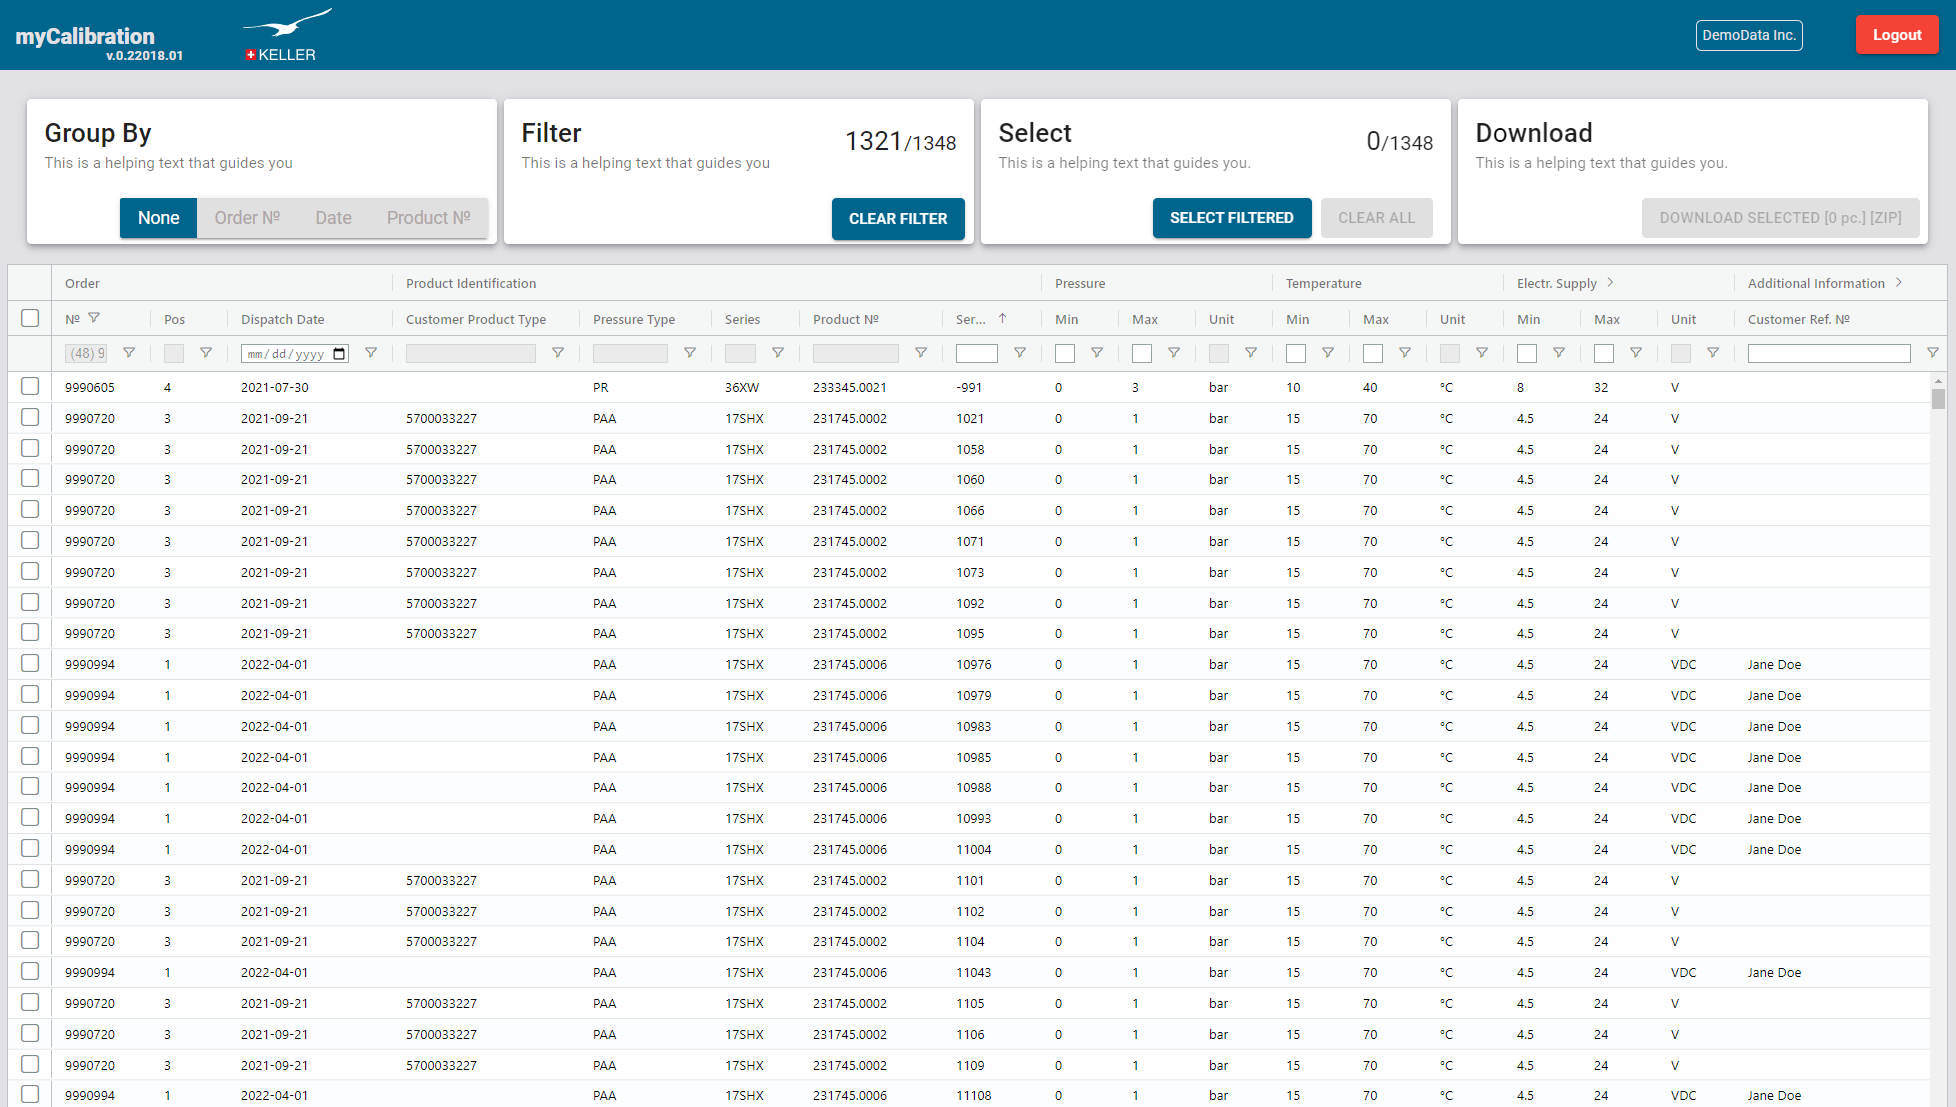 myCalibration
v.0.22018.01
KELLER
DemoData Inc.
Logout
Group By
This is a helping text that guides you
None Order № Date Product №
Filter
1321/1348
This is a helping text that guides you
CLEAR FILTER
Select
0/1348
This is a helping text that guides you.
SELECT FILTERED CLEAR ALL
Download
This is a helping text that guides you.
DOWNLOAD SELECTED [0 pc.] [ZIP]
Order Product Identification Pressure Temperature Electr. Supply > Additional Information >
№ Pos Dispatch Date Customer Product Type Pressure Type Series Product № Ser... ↑ Min Max Unit Min Max Unit Min Max Unit Customer Ref. №
(48) 9 mm/dd/yyyy
9990605 4 2021-07-30 PR 36XW 233345.0021 -991 0 3 bar 10 40 °C 8 32 V
9990720 3 2021-09-21 5700033227 PAA 17SHX 231745.0002 1021 0 1 bar 15 70 °C 4.5 24 V
9990720 3 2021-09-21 5700033227 PAA 17SHX 231745.0002 1058 0 1 bar 15 70 °C 4.5 24 V
9990720 3 2021-09-21 5700033227 PAA 17SHX 231745.0002 1060 0 1 bar 15 70 °C 4.5 24 V
9990720 3 2021-09-21 5700033227 PAA 17SHX 231745.0002 1066 0 1 bar 15 70 °C 4.5 24 V
9990720 3 2021-09-21 5700033227 PAA 17SHX 231745.0002 1071 0 1 bar 15 70 °C 4.5 24 V
9990720 3 2021-09-21 5700033227 PAA 17SHX 231745.0002 1073 0 1 bar 15 70 °C 4.5 24 V
9990720 3 2021-09-21 5700033227 PAA 17SHX 231745.0002 1092 0 1 bar 15 70 °C 4.5 24 V
9990720 3 2021-09-21 5700033227 PAA 17SHX 231745.0002 1095 0 1 bar 15 70 °C 4.5 24 V
9990994 1 2022-04-01 PAA 17SHX 231745.0006 10976 0 1 bar 15 70 °C 4.5 24 VDC Jane Doe
9990994 1 2022-04-01 PAA 17SHX 231745.0006 10979 0 1 bar 15 70 °C 4.5 24 VDC Jane Doe
9990994 1 2022-04-01 PAA 17SHX 231745.0006 10983 0 1 bar 15 70 °C 4.5 24 VDC Jane Doe
9990994 1 2022-04-01 PAA 17SHX 231745.0006 10985 0 1 bar 15 70 °C 4.5 24 VDC Jane Doe
9990994 1 2022-04-01 PAA 17SHX 231745.0006 10988 0 1 bar 15 70 °C 4.5 24 VDC Jane Doe
9990994 1 2022-04-01 PAA 17SHX 231745.0006 10993 0 1 bar 15 70 °C 4.5 24 VDC Jane Doe
9990994 1 2022-04-01 PAA 17SHX 231745.0006 11004 0 1 bar 15 70 °C 4.5 24 VDC Jane Doe
9990720 3 2021-09-21 5700033227 PAA 17SHX 231745.0002 1101 0 1 bar 15 70 °C 4.5 24 V
9990720 3 2021-09-21 5700033227 PAA 17SHX 231745.0002 1102 0 1 bar 15 70 °C 4.5 24 V
9990720 3 2021-09-21 5700033227 PAA 17SHX 231745.0002 1104 0 1 bar 15 70 °C 4.5 24 V
9990994 1 2022-04-01 PAA 17SHX 231745.0006 11043 0 1 bar 15 70 °C 4.5 24 VDC Jane Doe
9990720 3 2021-09-21 5700033227 PAA 17SHX 231745.0002 1105 0 1 bar 15 70 °C 4.5 24 V
9990720 3 2021-09-21 5700033227 PAA 17SHX 231745.0002 1106 0 1 bar 15 70 °C 4.5 24 V
9990720 3 2021-09-21 5700033227 PAA 17SHX 231745.0002 1109 0 1 bar 15 70 °C 4.5 24 V
9990994 1 2022-04-01 PAA 17SHX 231745.0006 11108 0 1 bar 15 70 °C 4.5 24 VDC Jane Doe